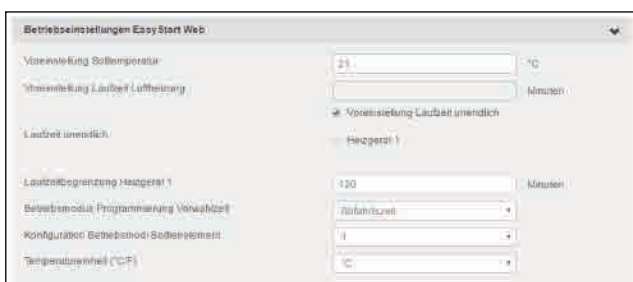 Betriebseinstellungen EasyStart Web
Voreinstellung Solltemperatur 21 °C
Voreinstellung Laufzeit Luftheizung Minuten
Voreinstellung Laufzeit unendlich
Laufzeit unendlich Heizgerät 1
Laufzeitbegrenzung Heizgerät 1 120 Minuten
Betriebsmodus Programmierung Vorwahlzeit Abfahrtszeit
Konfiguration Betriebsmodi Bedienelement
Temperatureinheit (°C/F) °C